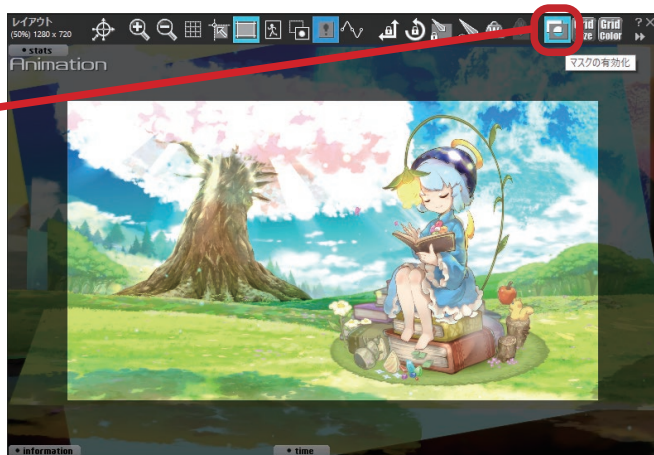 レイアウト
(50%) 1280 x 720
Grid
Color
?
• stats
Animation
マスクの有効化
• information
• time